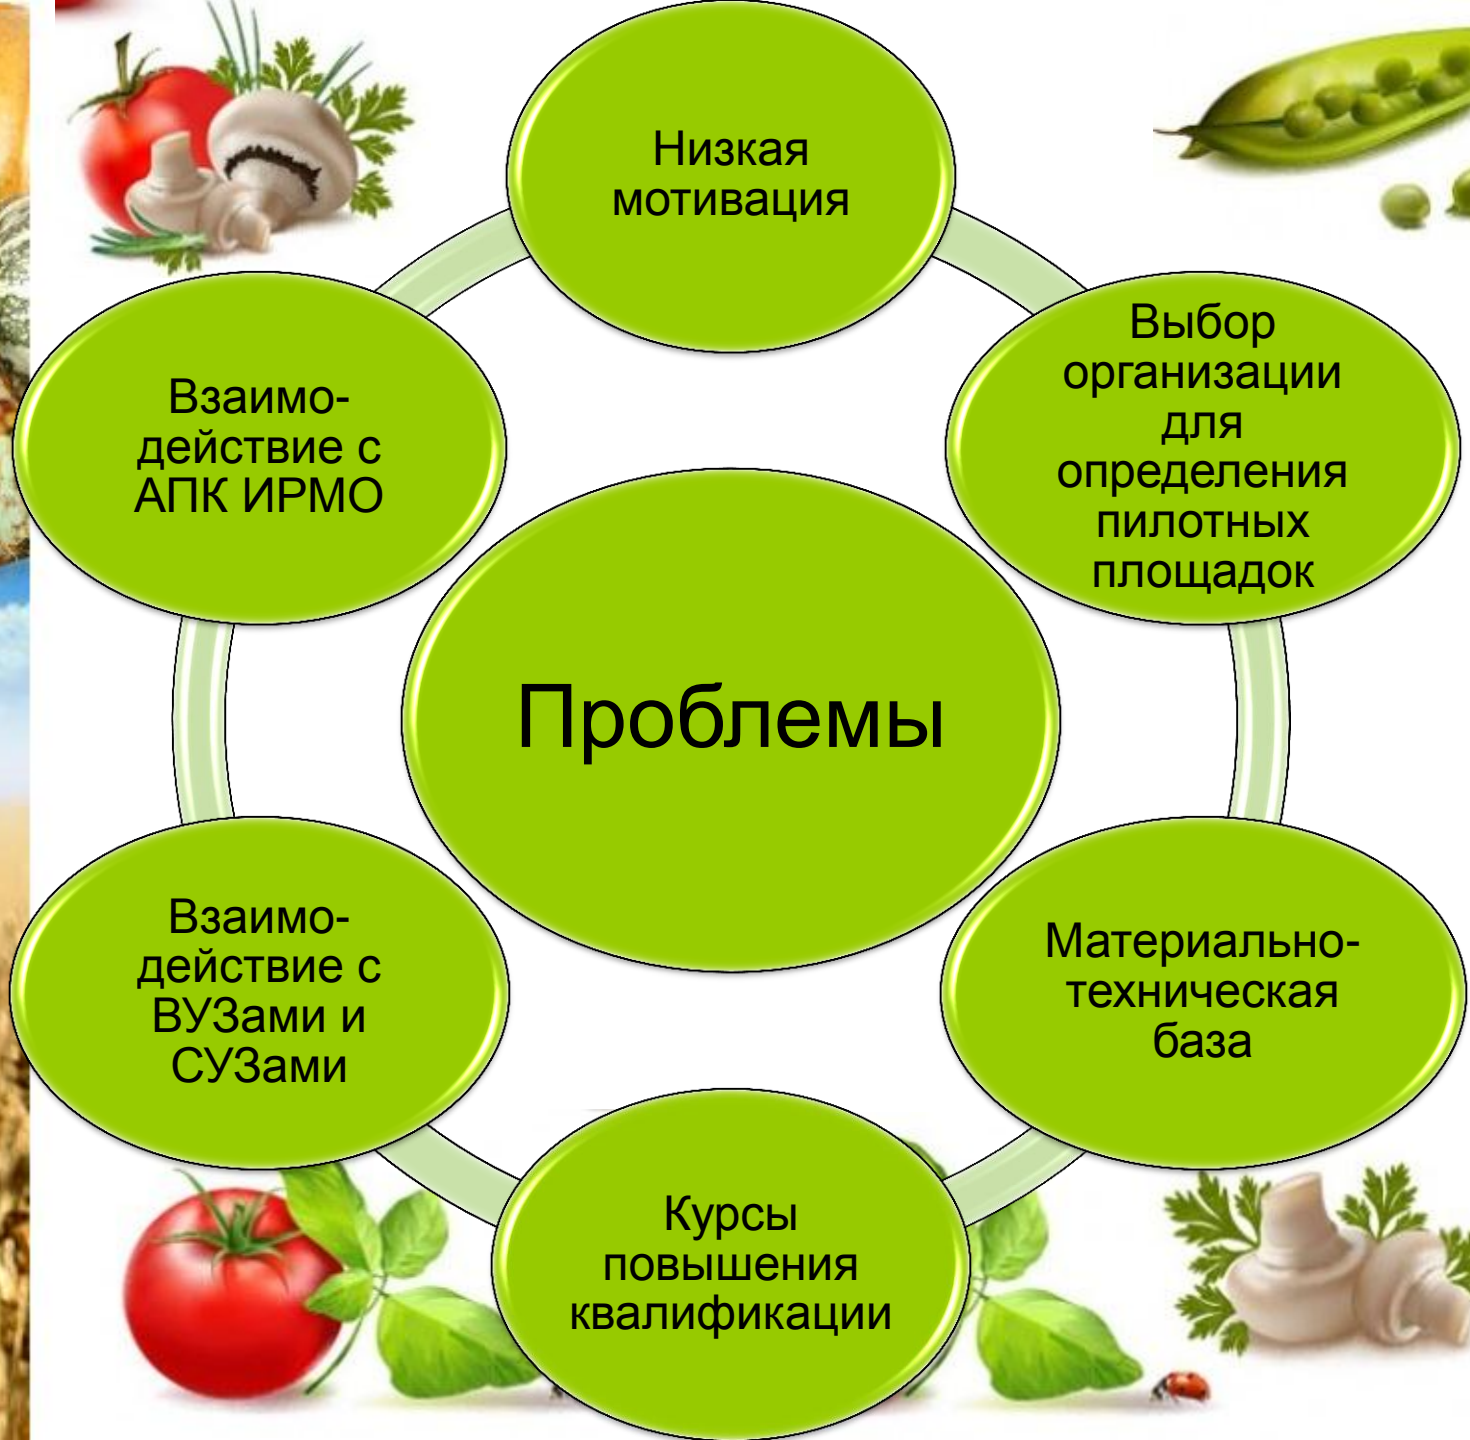 Низкая
мотивация
Выбор
организации
для
определения
пилотных
площадок
Материально-
техническая
база
Курсы
повышения
квалификации
Взаимо-
действие с
ВУЗами и
СУЗами
Взаимо-
действие с
АПК ИРМО
Проблемы